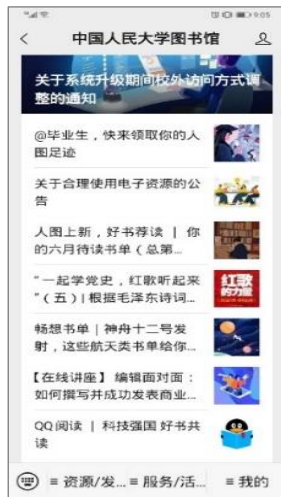 9:05
中国人民大学图书馆
关于系统升级期间校外访问方式调
整的通知
@毕业生，快来领取你的人
图足迹
关于合理使用电子资源的公
告
人图上新，好书荐读 | 你
的六月待读书单（总第...
“一起学党史，红歌听起来
”（五）| 根据毛泽东诗词...
红歌
的力量
畅想书单 | 神舟十二号发
射，这些航天类书单给你...
【在线讲座】 编辑面对面：
如何撰写并成功发表商业...
QQ阅读 | 科技强国 好书共
读
≡ 资源/发... ≡ 服务/活... ≡ 我的